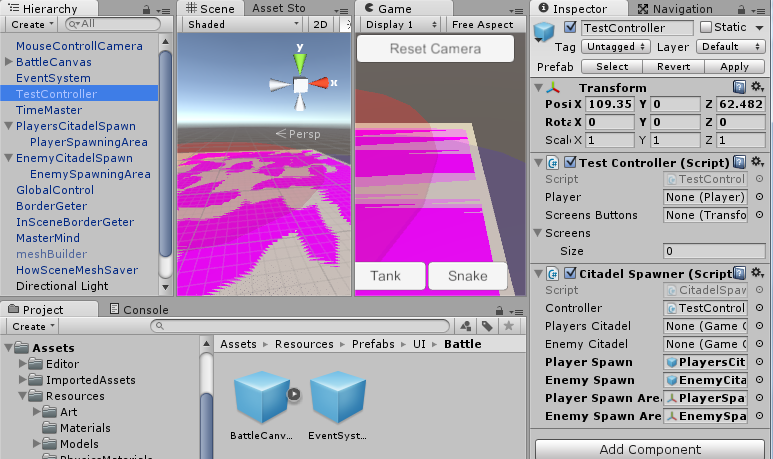 Hierarchy
Create
All
MouseControllCamera
BattleCanvas
EventSystem
TestController
TimeMaster
PlayersCitadelSpawn
PlayerSpawningArea
EnemyCitadelSpawn
EnemySpawningArea
GlobalControl
BorderGeter
InSceneBorderGeter
MasterMind
meshBuilder
HowSceneMeshSaver
Directional Light
Scene
Asset Sto
Shaded
2D
y
x
Persp
Game
Display 1
Free Aspect
Reset Camera
Tank
Snake
Project
Console
Create
Assets
Editor
ImportedAssets
Resources
Art
Materials
Models
PhysicsMaterials
Assets ▸ Resources ▸ Prefabs ▸ UI ▸ Battle
BattleCanv...
EventSyst...
Inspector
Navigation
TestController
Static
Tag Untagged Layer Default
Prefab Select Revert Apply
Transform
Posi X 109.35 Y 0 Z 62.482
Rota X 0 Y 0 Z 0
Scal X 1 Y 1 Z 1
Test Controller (Script)
Script TestControl
Player None (Player)
Screens Buttons None (Transfo
Screens
Size 0
Citadel Spawner (Script
Script CitadelSpaw
Controller TestControl
Players Citadel None (Game O
Enemy Citadel None (Game O
Player Spawn PlayersCit
Enemy Spawn EnemyCita
Player Spawn Area PlayerSpa
Enemy Spawn Area EnemySpa
Add Component